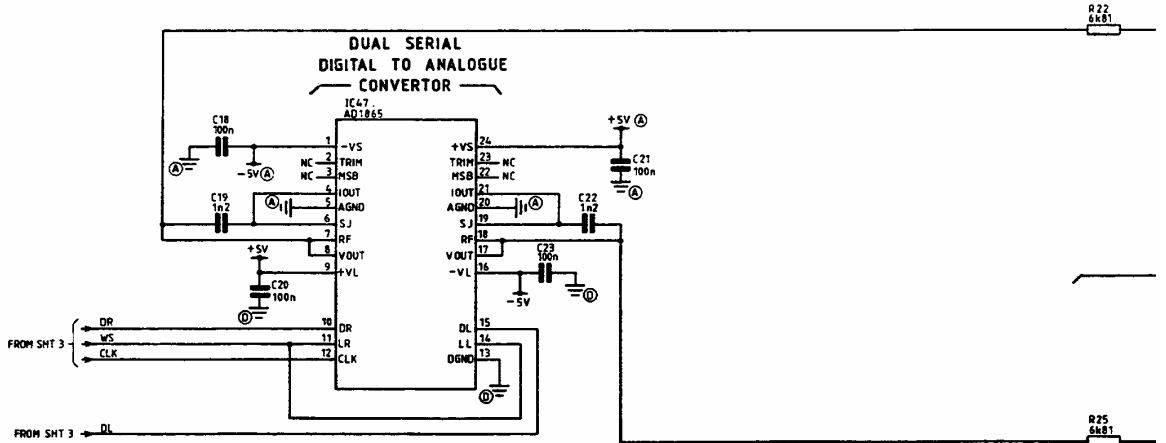 R22
6k81
DUAL SERIAL
DIGITAL TO ANALOGUE
CONVERTOR
IC47.
AD1865
C18
100n
Ⓐ
-5VⒶ
1 -VS
NC 2 TRIM
NC 3 MSB
4 IOUT
Ⓐ 5 AGND
6 SJ
7 RF
8 VOUT
9 +VL
10 DR
11 LR
12 CLK
+VS 24
TRIM 23 NC
MSB 22 NC
IOUT 21
AGND 20 Ⓐ
SJ 19
RF 18
VOUT 17
-VL 16
DL 15
LL 14
DGND 13
+5V Ⓐ
C21
100n
Ⓐ
C19
1n2
C22
1n2
+5V
C20
100n
Ⓓ
C23
100n
-5V
Ⓓ
Ⓓ
FROM SHT 3
DR
WS
CLK
FROM SHT 3 DL
R25
6k81